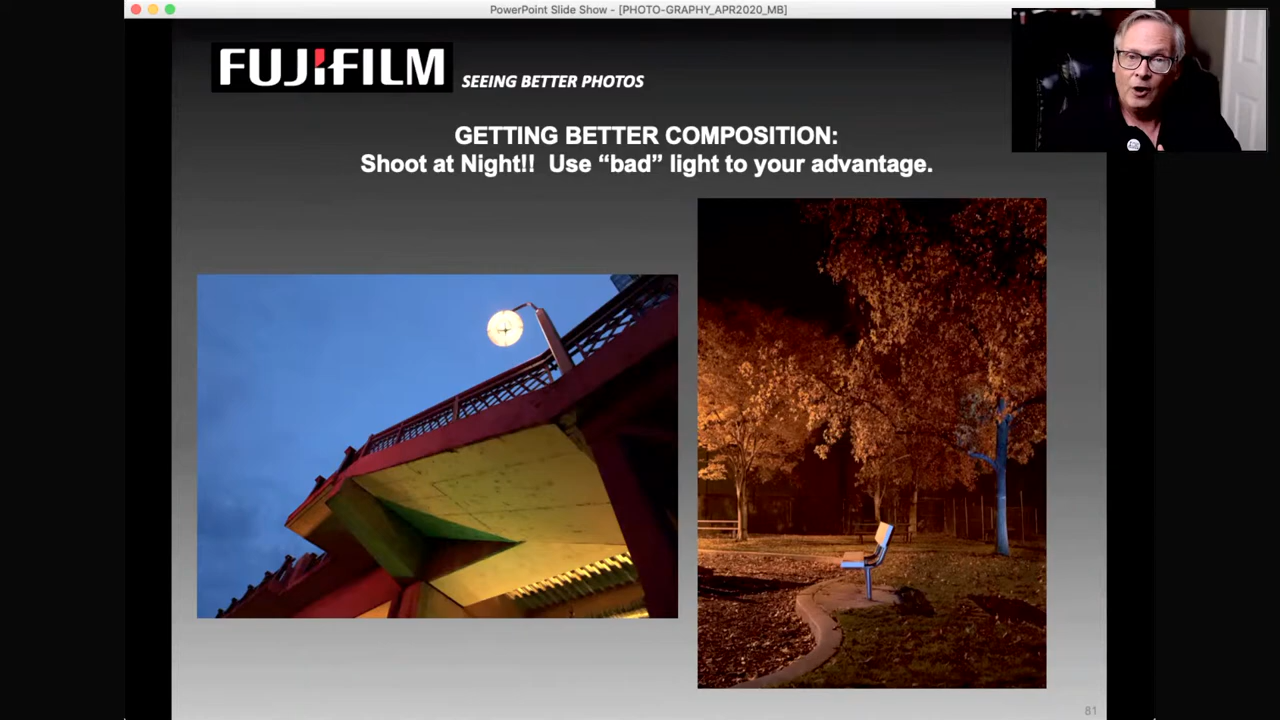 PowerPoint Slide Show - [PHOTO-GRAPHY_APR2020_MB]
FUJIFILM
SEEING BETTER PHOTOS
GETTING BETTER COMPOSITION:
Shoot at Night!!  Use “bad” light to your advantage.
81